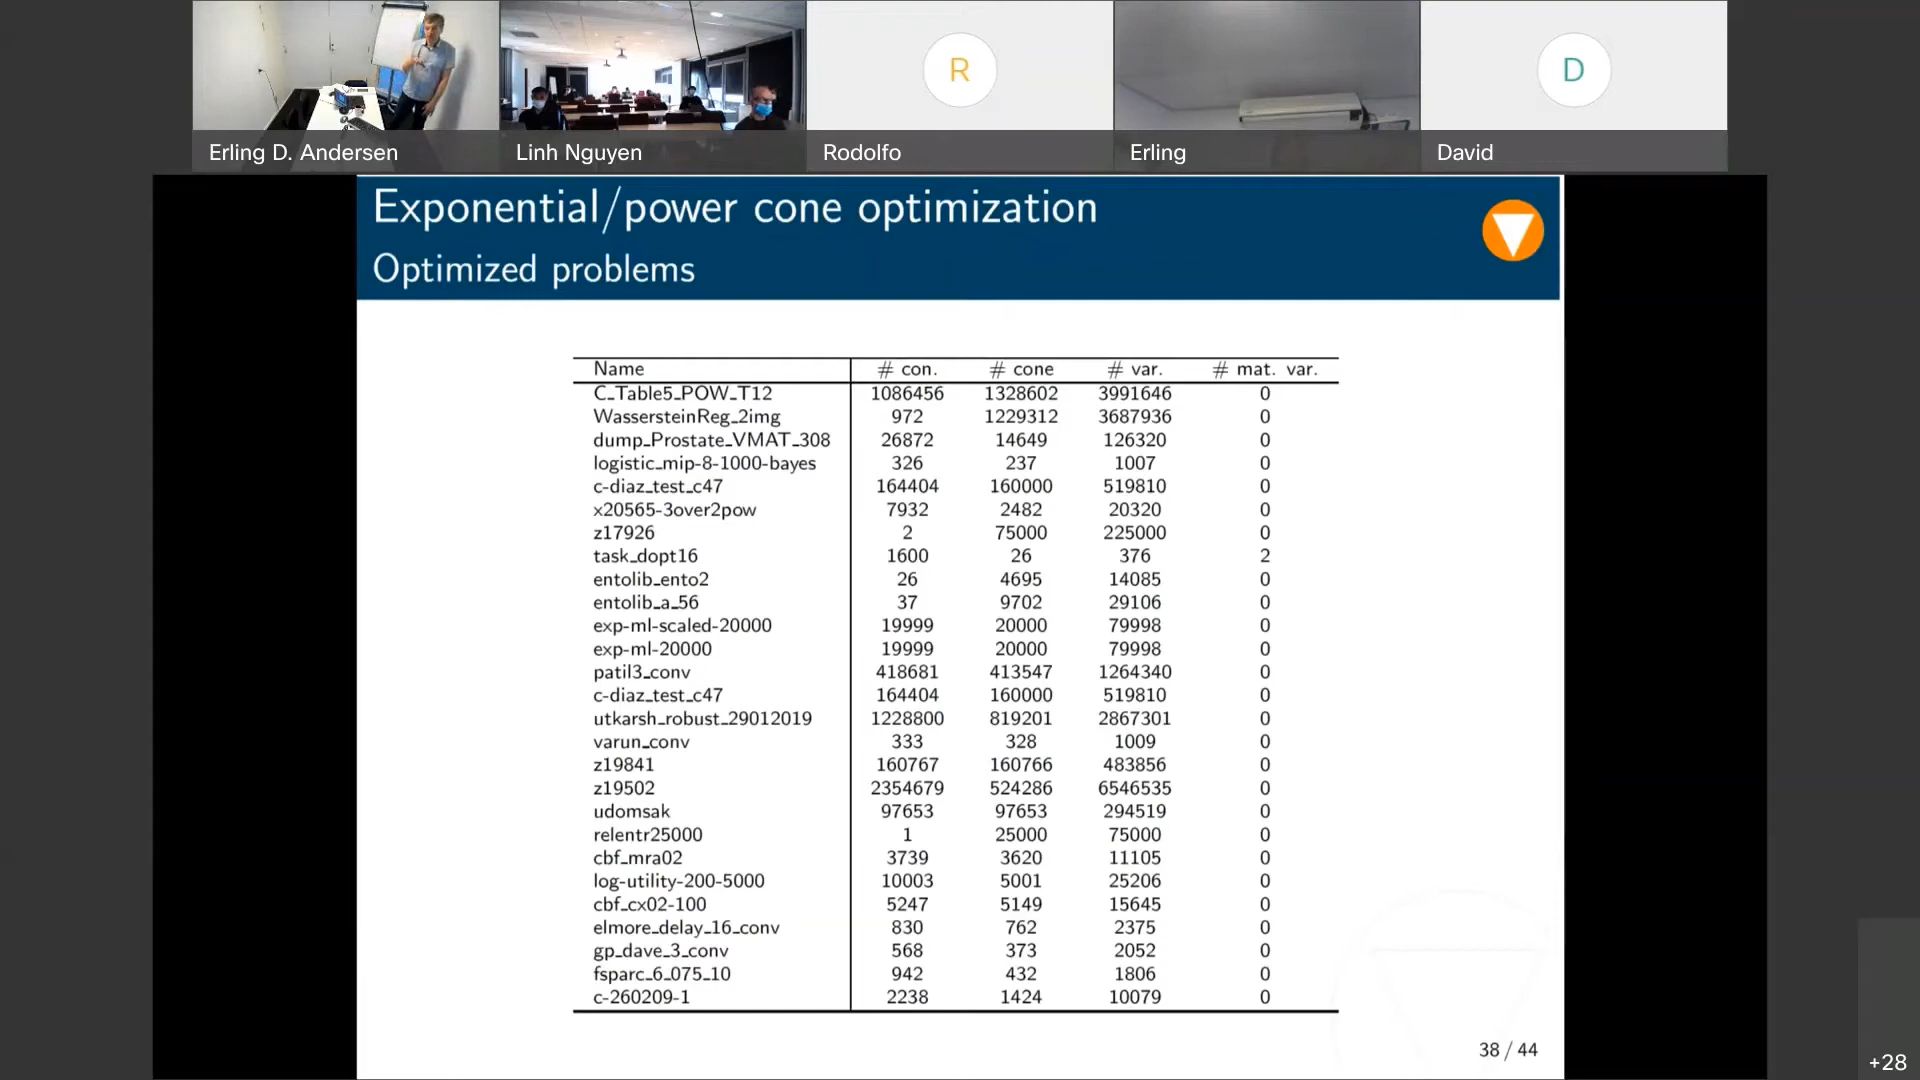 Erling D. Andersen
Linh Nguyen
R
Rodolfo
Erling
D
David
Exponential/power cone optimization
Optimized problems
Name # con. # cone # var. # mat. var.
C_Table5_POW_T12 1086456 1328602 3991646 0
WassersteinReg_2img 972 1229312 3687936 0
dump_Prostate_VMAT_308 26872 14649 126320 0
logistic_mip-8-1000-bayes 326 237 1007 0
c-diaz_test_c47 164404 160000 519810 0
x20565-3over2pow 7932 2482 20320 0
z17926 2 75000 225000 0
task_dopt16 1600 26 376 2
entolib_ento2 26 4695 14085 0
entolib_a_56 37 9702 29106 0
exp-ml-scaled-20000 19999 20000 79998 0
exp-ml-20000 19999 20000 79998 0
patil3_conv 418681 413547 1264340 0
c-diaz_test_c47 164404 160000 519810 0
utkarsh_robust_29012019 1228800 819201 2867301 0
varun_conv 333 328 1009 0
z19841 160767 160766 483856 0
z19502 2354679 524286 6546535 0
udomsak 97653 97653 294519 0
relentr25000 1 25000 75000 0
cbf_mra02 3739 3620 11105 0
log-utility-200-5000 10003 5001 25206 0
cbf_cx02-100 5247 5149 15645 0
elmore_delay_16_conv 830 762 2375 0
gp_dave_3_conv 568 373 2052 0
fsparc_6_075_10 942 432 1806 0
c-260209-1 2238 1424 10079 0
38 / 44
+28